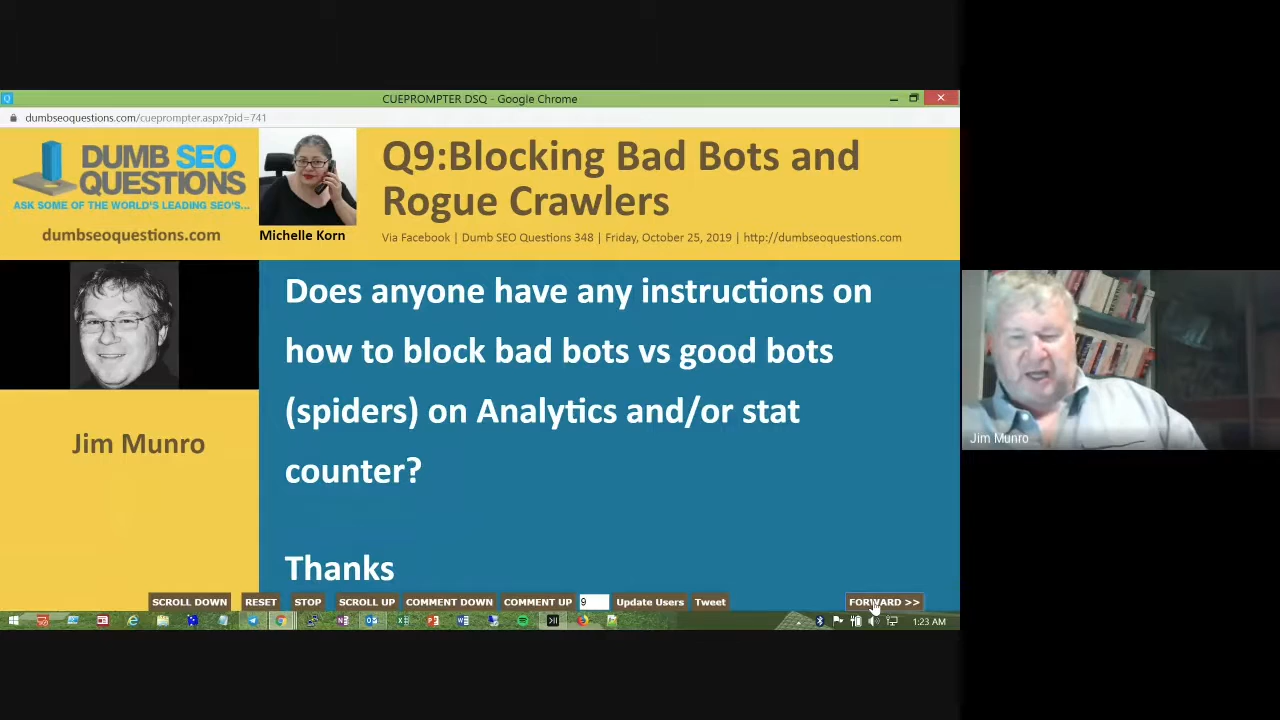 CUEPROMPTER DSQ - Google Chrome
dumbseoquestions.com/cueprompter.aspx?pid=741
DUMB SEO
QUESTIONS
ASK SOME OF THE WORLD'S LEADING SEO'S...
dumbseoquestions.com
Michelle Korn
Q9:Blocking Bad Bots and
Rogue Crawlers
Via Facebook | Dumb SEO Questions 348 | Friday, October 25, 2019 | http://dumbseoquestions.com
Jim Munro
Does anyone have any instructions on
how to block bad bots vs good bots
(spiders) on Analytics and/or stat
counter?
Thanks
Jim Munro
SCROLL DOWN RESET STOP SCROLL UP COMMENT DOWN COMMENT UP 9 Update Users Tweet FORWARD >>
1:23 AM